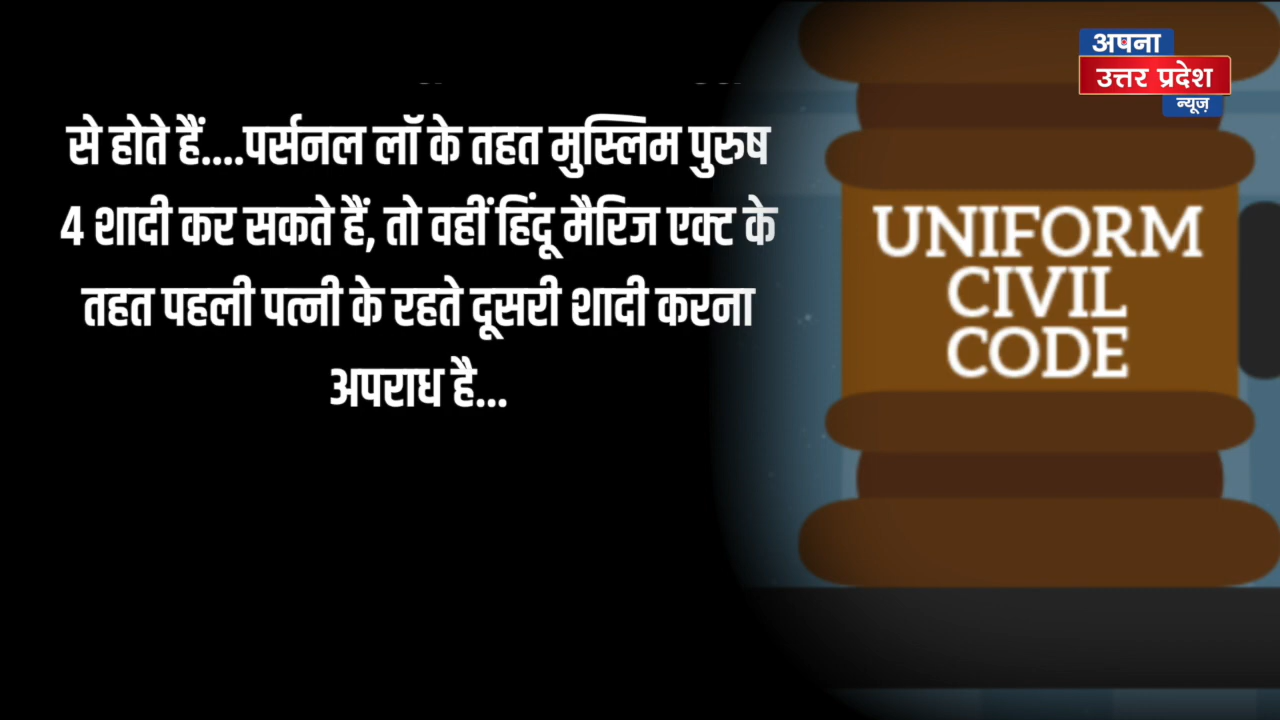 से होते हैं....पर्सनल लॉ के तहत मुस्लिम पुरुष
4 शादी कर सकते हैं, तो वहीं हिंदू मैरिज एक्ट के
तहत पहली पत्नी के रहते दूसरी शादी करना
अपराध है...
UNIFORM
CIVIL
CODE
अपना
उत्तर प्रदेश
न्यूज़